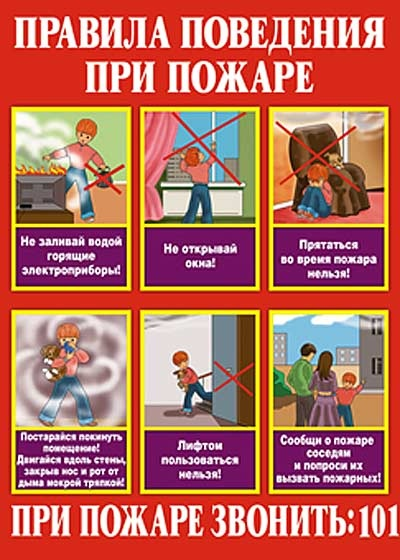 ПРАВИЛА ПОВЕДЕНИЯ
ПРИ ПОЖАРЕ
Не заливай водой
горящие
электроприборы!
Не открывай
окна!
Прятаться
во время пожара
нельзя!
Постарайся покинуть
помещение!
Двигайся вдоль стены,
закрыв нос и рот от
дыма мокрой тряпкой!
Лифтом
пользоваться
нельзя!
Сообщи о пожаре
соседям
и попроси их
вызвать пожарных!
ПРИ ПОЖАРЕ ЗВОНИТЬ: 101